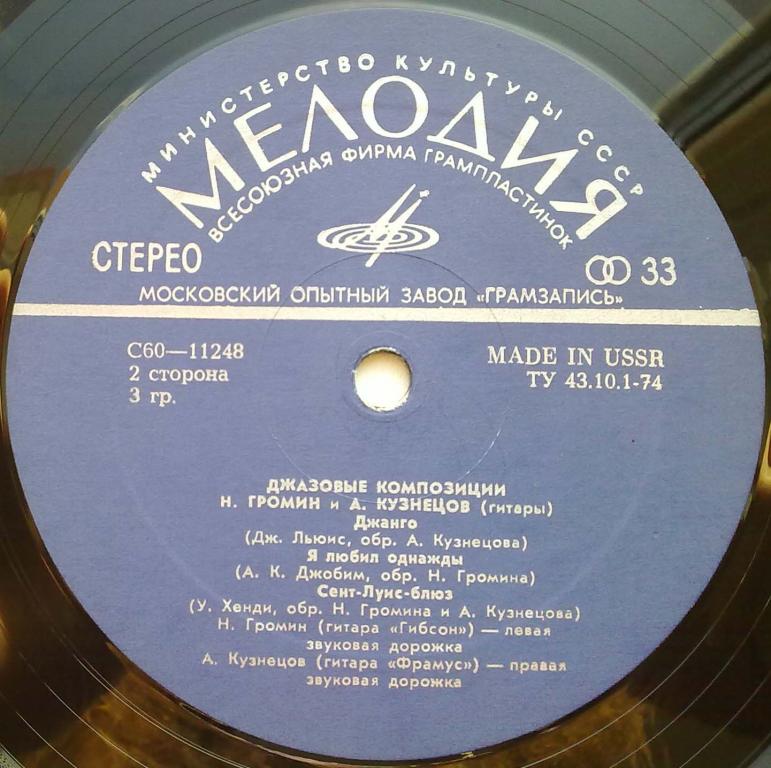 МИНИСТЕРСТВО КУЛЬТУРЫ СССР
МЕЛОДИЯ
ВСЕСОЮЗНАЯ ФИРМА ГРАМПЛАСТИНОК
СТЕРЕО
33
МОСКОВСКИЙ ОПЫТНЫЙ ЗАВОД «ГРАМЗАПИСЬ»
С60—11248
2 сторона
3 гр.
MADE IN USSR
ТУ 43.10.1-74
ДЖАЗОВЫЕ КОМПОЗИЦИИ
Н. ГРОМИН и А. КУЗНЕЦОВ (гитары)
Джанго
(Дж. Льюис, обр. А. Кузнецова)
Я любил однажды
(А. К. Джобим, обр. Н. Громина)
Сент-Луис-блюз
(У. Хенди, обр. Н. Громина и А. Кузнецова)
Н. Громин (гитара «Гибсон») — левая
звуковая дорожка
А. Кузнецов (гитара «Фрамус») — правая
звуковая дорожка